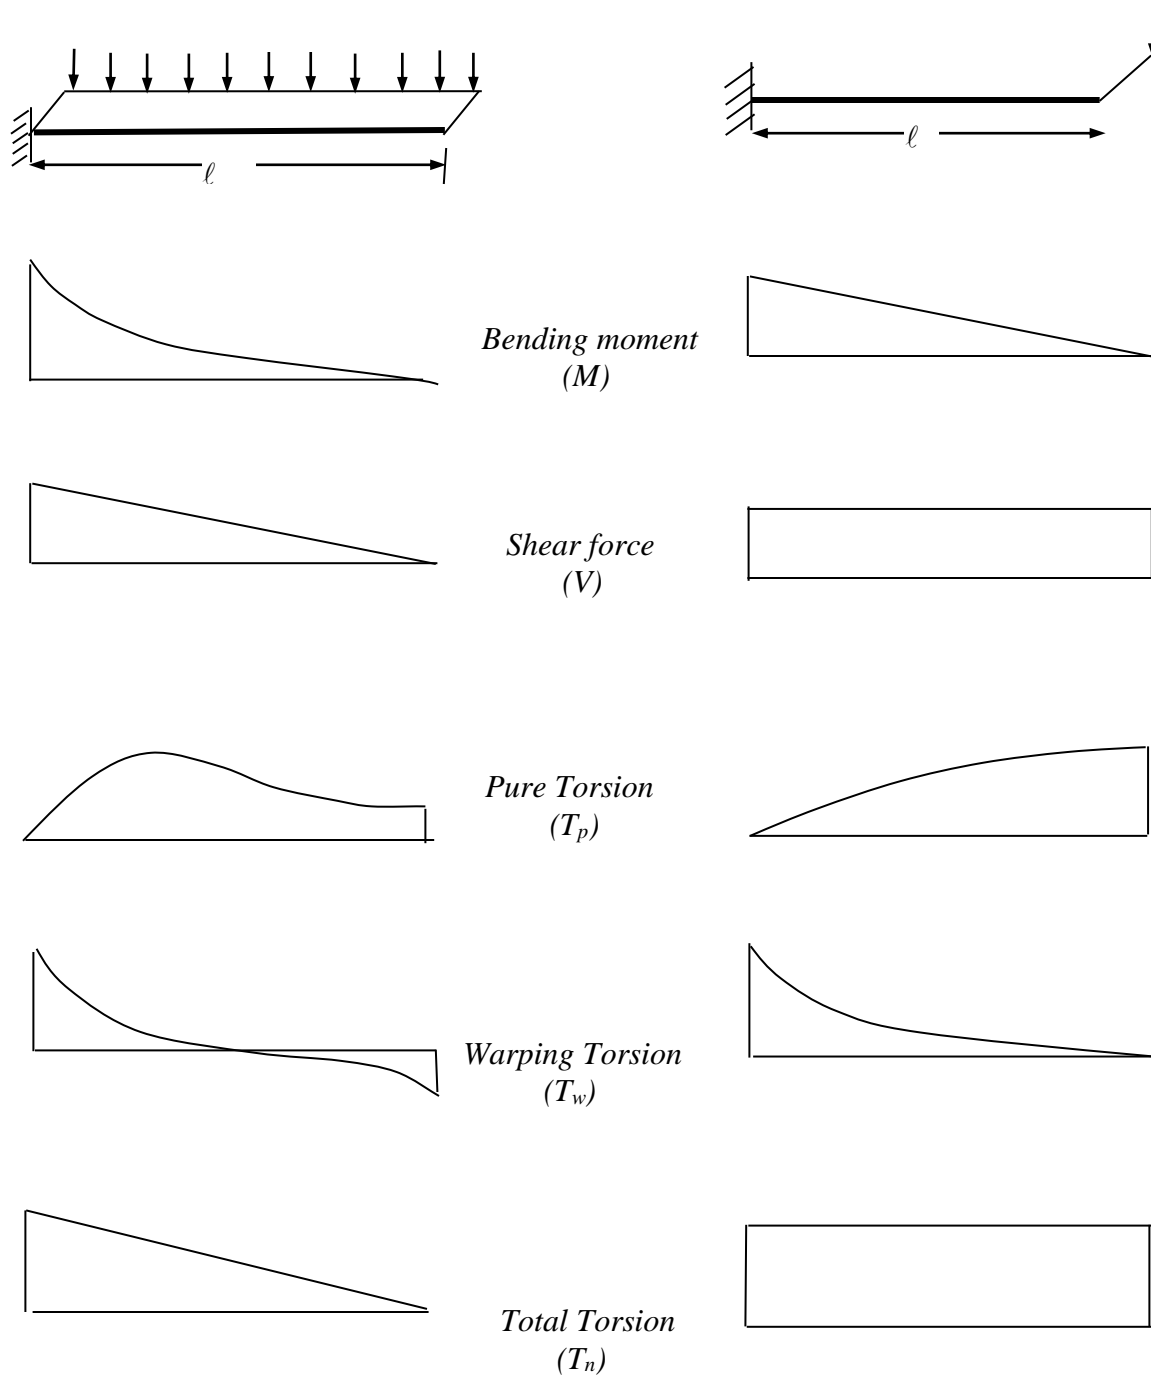 ℓ
ℓ
Bending moment
(M)
Shear force
(V)
Pure Torsion
(Tp)
Warping Torsion
(Tw)
Total Torsion
(Tn)